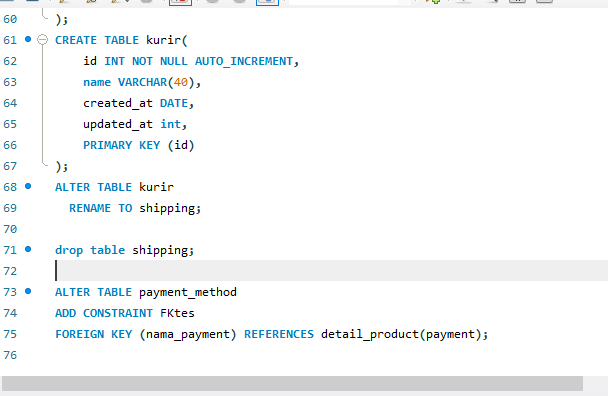 60 );
61 CREATE TABLE kurir(
62 id INT NOT NULL AUTO_INCREMENT,
63 name VARCHAR(40),
64 created_at DATE,
65 updated_at int,
66 PRIMARY KEY (id)
67 );
68 ALTER TABLE kurir
69 RENAME TO shipping;
70
71 drop table shipping;
72
73 ALTER TABLE payment_method
74 ADD CONSTRAINT FKtes
75 FOREIGN KEY (nama_payment) REFERENCES detail_product(payment);
76